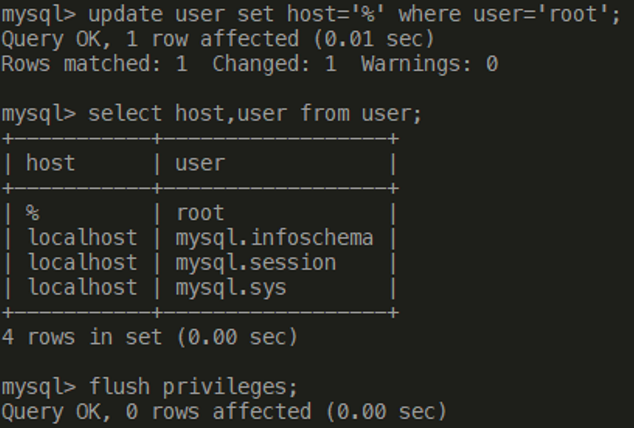 mysql> update user set host='%' where user='root';
Query OK, 1 row affected (0.01 sec)
Rows matched: 1  Changed: 1  Warnings: 0
mysql> select host,user from user;
+-----------+------------------+
| host      | user             |
+-----------+------------------+
| %         | root             |
| localhost | mysql.infoschema |
| localhost | mysql.session    |
| localhost | mysql.sys        |
+-----------+------------------+
4 rows in set (0.00 sec)
mysql> flush privileges;
Query OK, 0 rows affected (0.00 sec)